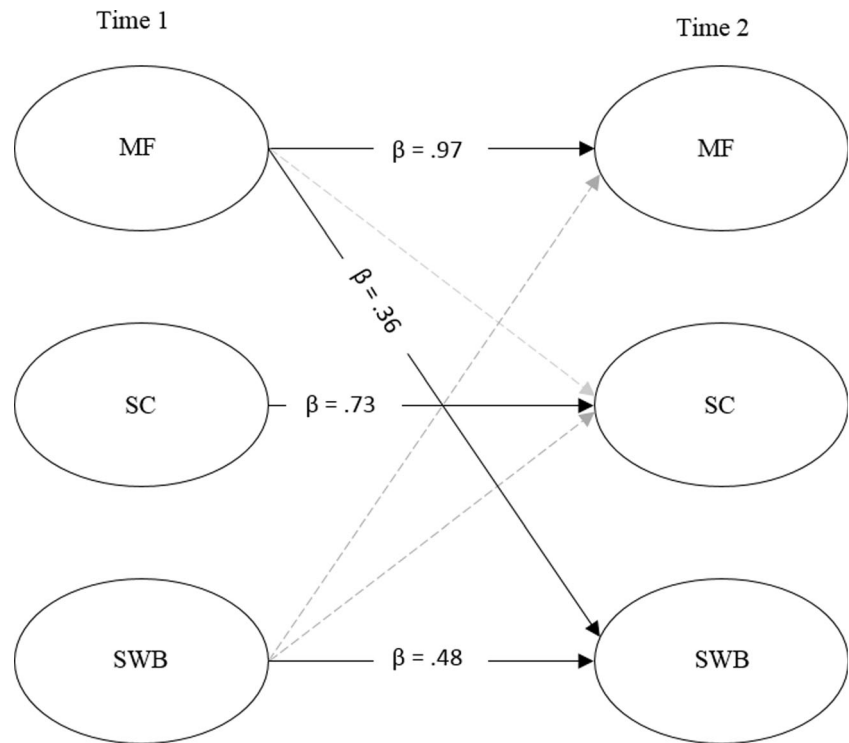 Time 1
Time 2
MF
β = .97
MF
β = .36
SC
β = .73
SC
SWB
β = .48
SWB